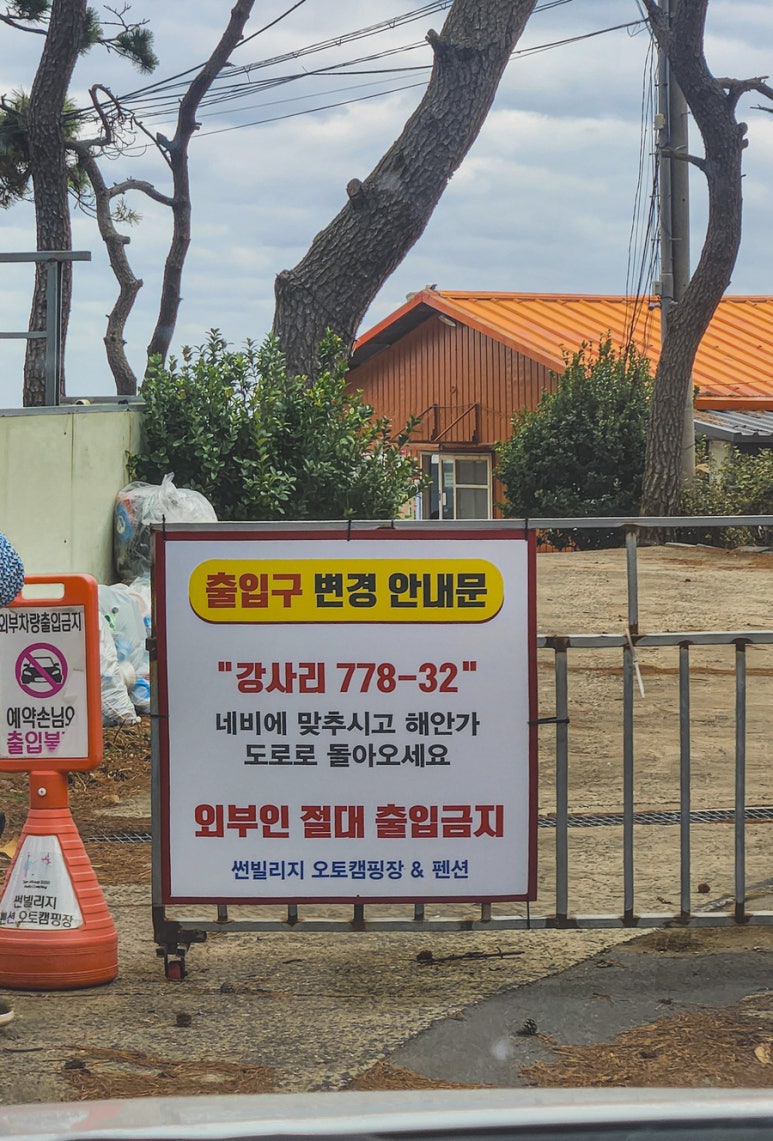 출입구 변경 안내문
"강사리 778-32"
네비에 맞추시고 해안가
도로로 돌아오세요
외부인 절대 출입금지
썬빌리지 오토캠핑장 & 펜션
외부차량출입금지
예약손님외
출입불
썬빌리지
펜션 오토캠핑장